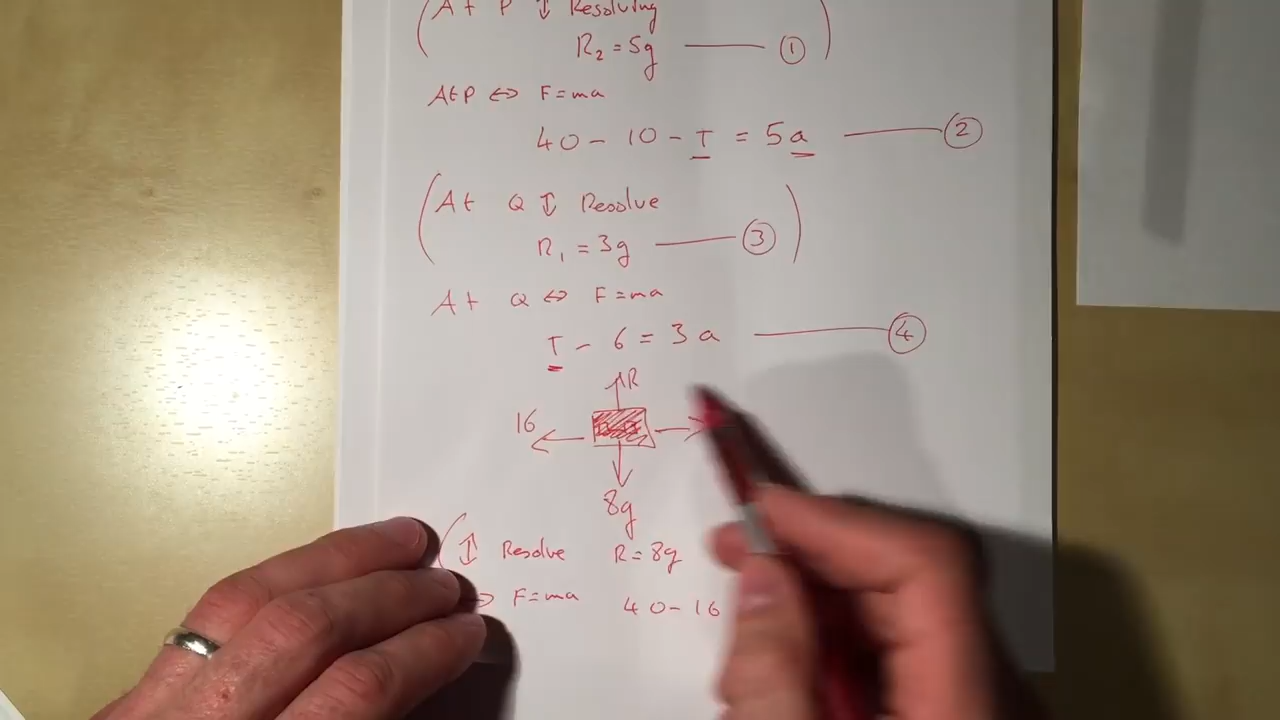 (At P ↕ Resolving
R₂ = 5g —— ①)
At P ⇔ F = ma
40 - 10 - T = 5a —— ②
(At Q ↕ Resolve
R₁ = 3g —— ③)
At Q ⇔ F = ma
T - 6 = 3a —— ④
R
16
8g
(↕ Resolve R = 8g
F = ma 40 - 16